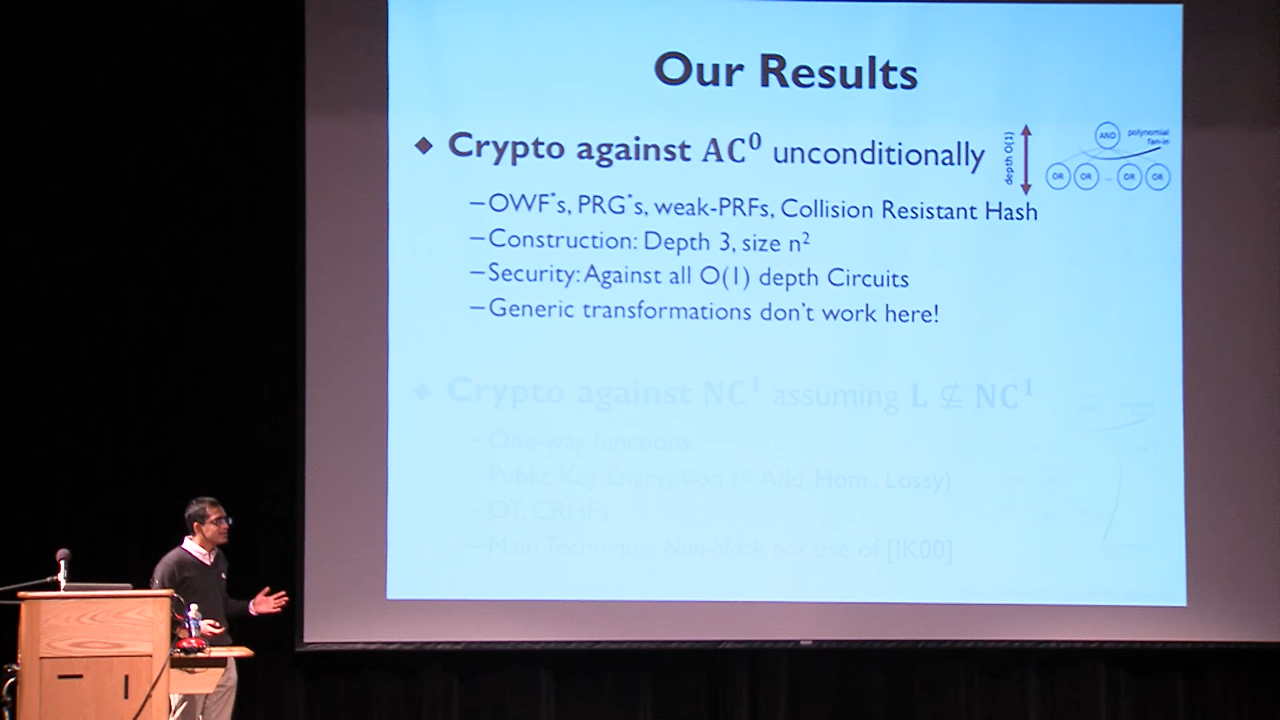 Our Results
◆ Crypto against AC⁰ unconditionally
–OWF*s, PRG*s, weak-PRFs, Collision Resistant Hash
–Construction: Depth 3, size n²
–Security: Against all O(1) depth Circuits
–Generic transformations don't work here!
depth O(1)
AND
polynomial
fan-in
OR OR ... OR OR
◆ Crypto against NC¹ assuming L ⊈ NC¹
–One-way functions
–Public Key Encryption Add. Hom., Lossy)
OT, CRHFs
–Main Technique: Non-black box use of [IK00]